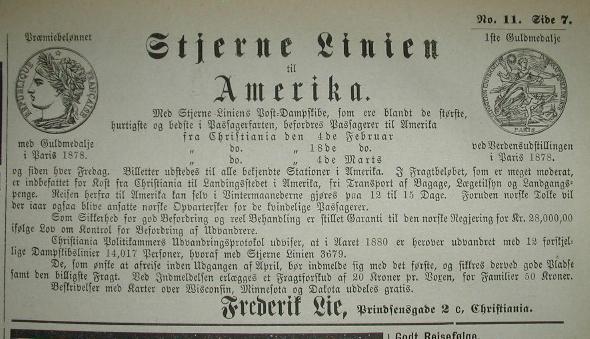 No. 11. Side 7.
Præmiebelønnet
REPUBLIQUE FRANÇAISE
med Guldmedalje
i Paris 1878.
Stjerne Linien
til
Amerika.
1ste Guldmedalje
PARIS
ved Verdensudstillingen
i Paris 1878.
Med Stjerne Liniens Post-Dampskibe, som ere blandt de største,
hurtigste og bedste i Passagerfarten, befordres Passagerer til Amerika
fra Christiania den 4de Februar
„ do. „ 18de do.
„ do. „ 4de Marts
og siden hver Fredag. Billetter udstedes til alle bekjendte Stationer i Amerika. I Fragtbeløbet, som er meget moderat,
er indbefattet for Kost fra Christiania til Landingsstedet i Amerika, fri Transport af Bagage, Lægetilsyn og Landgangs-
penge. Reisen herfra til Amerika kan selv i Vintermaanederne gjøres paa 12 til 15 Dage. Foruden norske Tolke vil
der iaar ogsaa blive ansatte norske Opvartersker for de kvindelige Passagerer.
Som Sikkerhed for god Befordring og reel Behandling er stillet Garanti til den norske Regjering for Kr. 28,000,00
ifølge Lov om Kontrol for Befordring af Udvandrere.
Christiania Politikammers Udvandringsprotokol udviser, at i Aaret 1880 er herover udvandret med 12 forskjel-
lige Dampskibslinier 14,017 Personer, hvoraf med Stjerne Linien 3679.
De, som ønske at afreise inden Udgangen af April, bør indmelde sig med det første, og sikkres derved gode Pladse
samt den billigste Fragt. Ved Indmeldelsen erlægges et Fragtforskud af 20 Kroner pr. Voxen, for Familier 50 Kroner.
Beskrivelser med Karter over Wisconsin, Minnesota og Dakota uddeles gratis.
Frederik Lie, Prindsensgade 2 c, Christiania.
Godt Reisefølge.